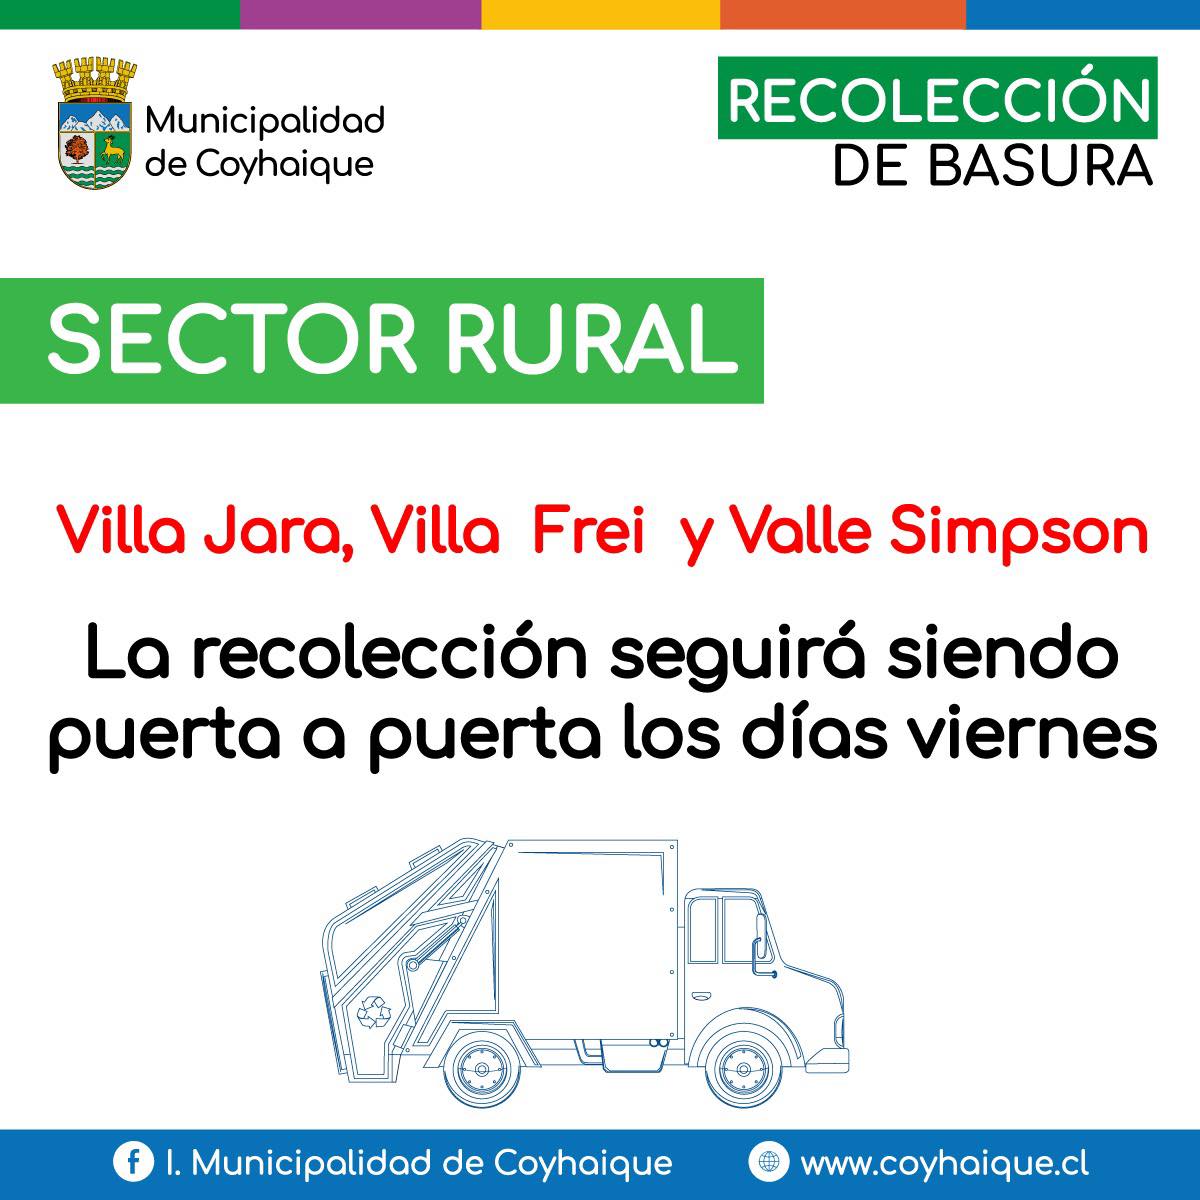 Municipalidad
de Coyhaique
RECOLECCIÓN
DE BASURA
SECTOR RURAL
Villa Jara, Villa Frei y Valle Simpson
La recolección seguirá siendo
puerta a puerta los días viernes
I. Municipalidad de Coyhaique
www.coyhaique.cl